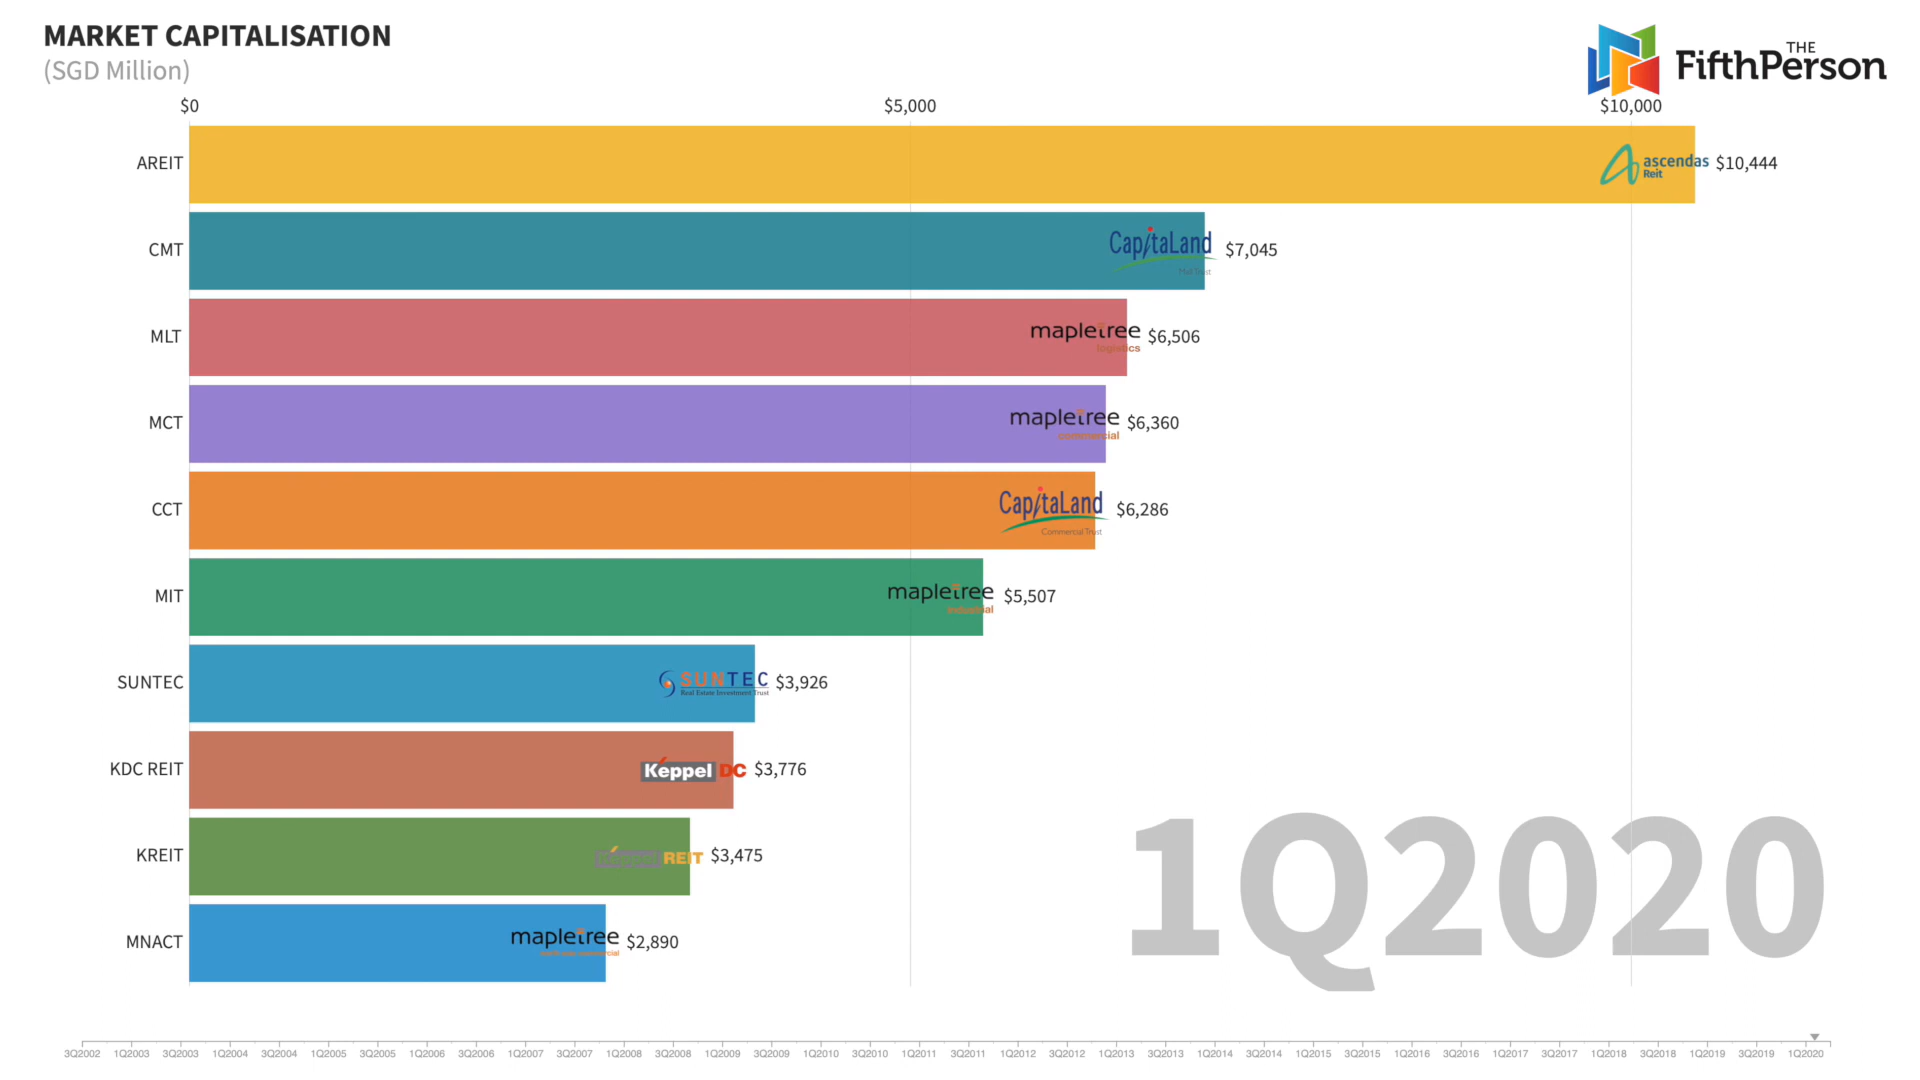 MARKET CAPITALISATION
(SGD Million)
THE
FifthPerson
$0 $5,000 $10,000
AREIT ascendas Reit $10,444
CMT CapitaLand Mall Trust $7,045
MLT mapletree logistics $6,506
MCT mapletree commercial $6,360
CCT CapitaLand Commercial Trust $6,286
MIT mapletree industrial $5,507
SUNTEC SUNTEC Real Estate Investment Trust $3,926
KDC REIT Keppel DC $3,776
KREIT Keppel REIT $3,475
MNACT mapletree $2,890
1Q2020
3Q2002 1Q2003 3Q2003 1Q2004 3Q2004 1Q2005 3Q2005 1Q2006 3Q2006 1Q2007 3Q2007 1Q2008 3Q2008 1Q2009 3Q2009 1Q2010 3Q2010 1Q2011 3Q2011 1Q2012 3Q2012 1Q2013 3Q2013 1Q2014 3Q2014 1Q2015 3Q2015 1Q2016 3Q2016 1Q2017 3Q2017 1Q2018 3Q2018 1Q2019 3Q2019 1Q2020